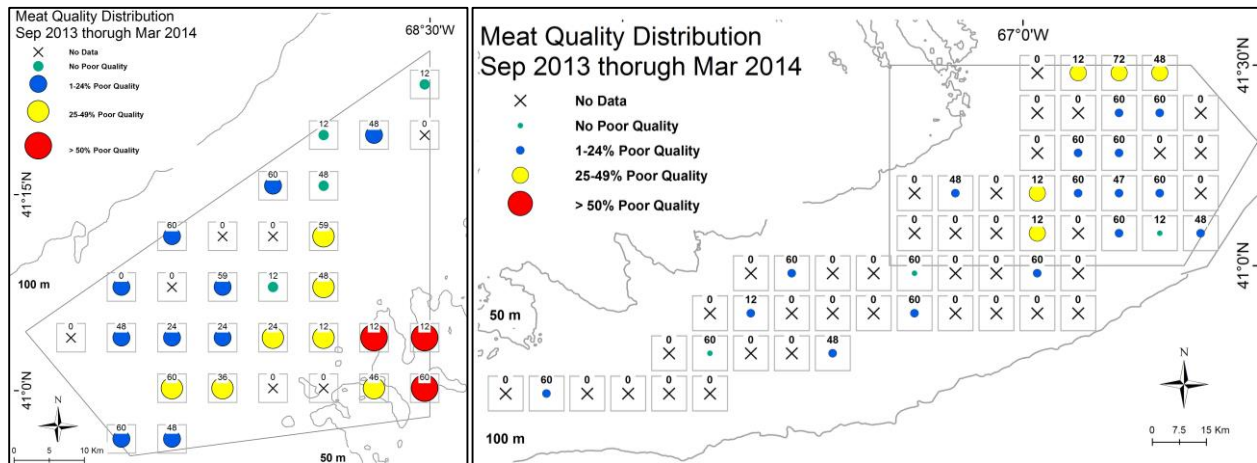 Meat Quality Distribution
Sep 2013 thorugh Mar 2014
No Data
No Poor Quality
1-24% Poor Quality
25-49% Poor Quality
> 50% Poor Quality
68°30'W
12
12 48 0
60 48
41°15'N
60 0 0 59
100 m
0 0 59 12 48
0 48 24 24 24 12 12 12
41°0'N
60 36 0 0 46 60
N
60 48
0 5 10 Km
50 m
Meat Quality Distribution
Sep 2013 thorugh Mar 2014
No Data
No Poor Quality
1-24% Poor Quality
25-49% Poor Quality
> 50% Poor Quality
67°0'W
0 12 72 48
41°30'N
0 0 60 60 0
0 60 60 0 0
0 48 0 12 60 47 60 0
0 0 0 12 0 60 12 48
41°0'N
0 60 0 0 60 0 0 60 0
50 m
0 12 0 0 0 60 0 0 0 0
0 60 0 0 48
N
0 60 0 0 0 0
100 m
0 7.5 15 Km